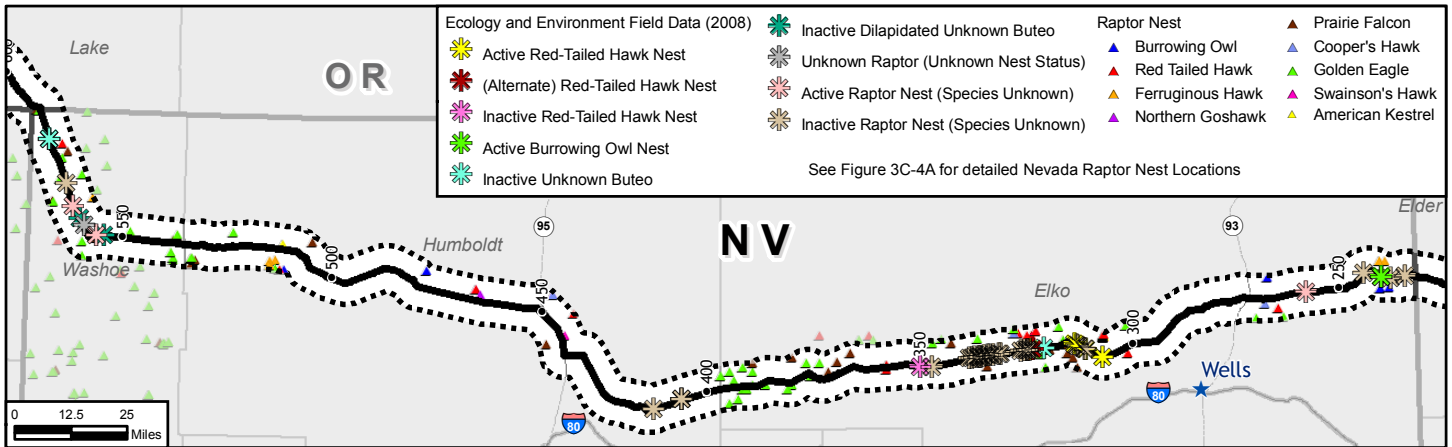 Ecology and Environment Field Data (2008)
Active Red-Tailed Hawk Nest
(Alternate) Red-Tailed Hawk Nest
Inactive Red-Tailed Hawk Nest
Active Burrowing Owl Nest
Inactive Unknown Buteo
Inactive Dilapidated Unknown Buteo
Unknown Raptor (Unknown Nest Status)
Active Raptor Nest (Species Unknown)
Inactive Raptor Nest (Species Unknown)
Raptor Nest
Burrowing Owl
Red Tailed Hawk
Ferruginous Hawk
Northern Goshawk
Prairie Falcon
Cooper's Hawk
Golden Eagle
Swainson's Hawk
American Kestrel
See Figure 3C-4A for detailed Nevada Raptor Nest Locations
Lake
OR
NV
Washoe
Humboldt
Elko
Elder
Wells
550
500
450
400
350
300
250
95
93
80
80
0 12.5 25
Miles